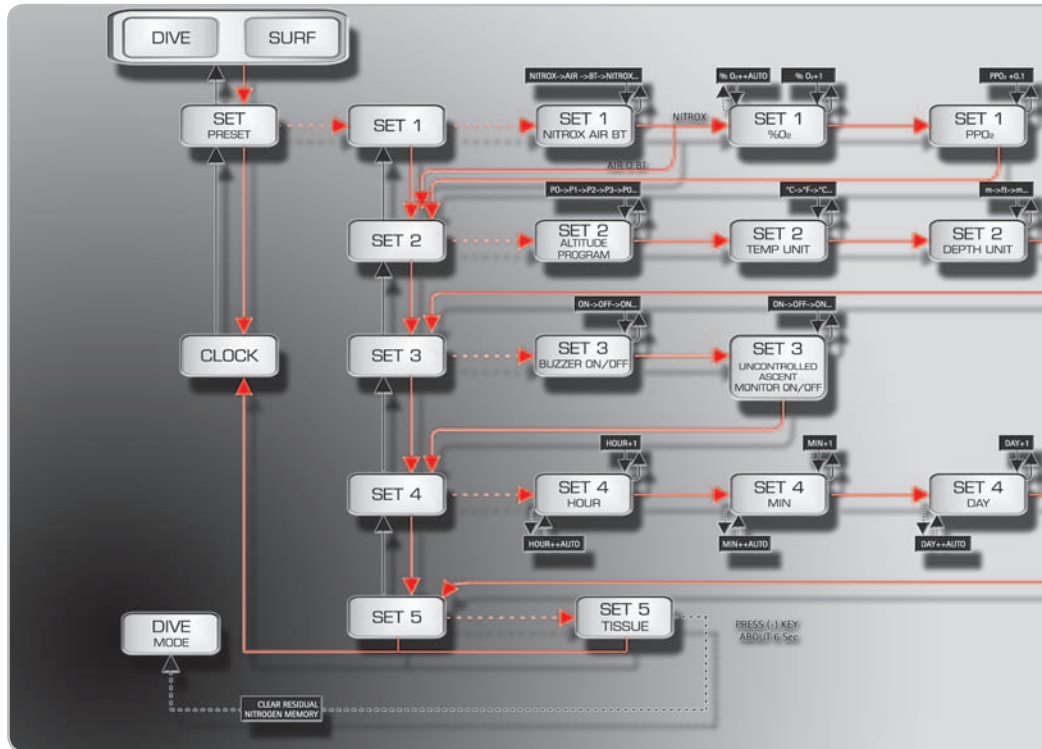 DIVE
SURF
NITROX->AIR ->BT->NITROX...
% O₂++AUTO
% O₂+1
PPO₂ +0.1
SET
PRESET
SET 1
SET 1
NITROX AIR BT
NITROX
SET 1
%O₂
SET 1
PPO₂
AIR O BT
P0->P1->P2->P3->P0...
°C->°F->°C...
m->ft->m...
SET 2
SET 2
ALTITUDE
PROGRAM
SET 2
TEMP UNIT
SET 2
DEPTH UNIT
ON->OFF->ON...
ON->OFF->ON...
CLOCK
SET 3
SET 3
BUZZER ON/OFF
SET 3
UNCONTROLLED
ASCENT
MONITOR ON/OFF
HOUR+1
MIN+1
DAY+1
SET 4
SET 4
HOUR
SET 4
MIN
SET 4
DAY
HOUR++AUTO
MIN++AUTO
DAY++AUTO
SET 5
SET 5
TISSUE
DIVE
MODE
PRESS (-) KEY
ABOUT 6 Sec
CLEAR RESIDUAL
NITROGEN MEMORY